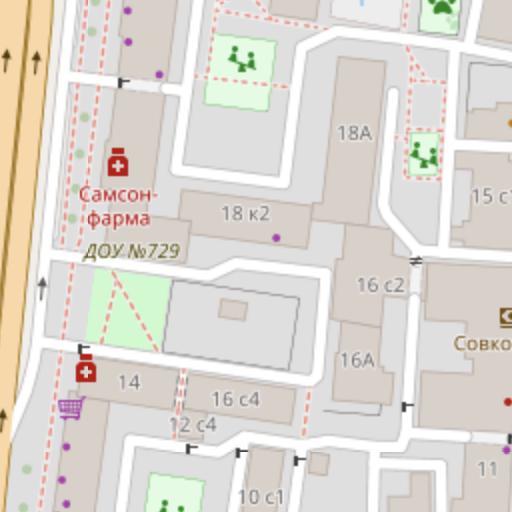 18А
Самсон-
фарма
15 с1
18 к2
ДОУ №729
16 с2
Совко
16А
14
16 с4
12 с4
10 с1
11